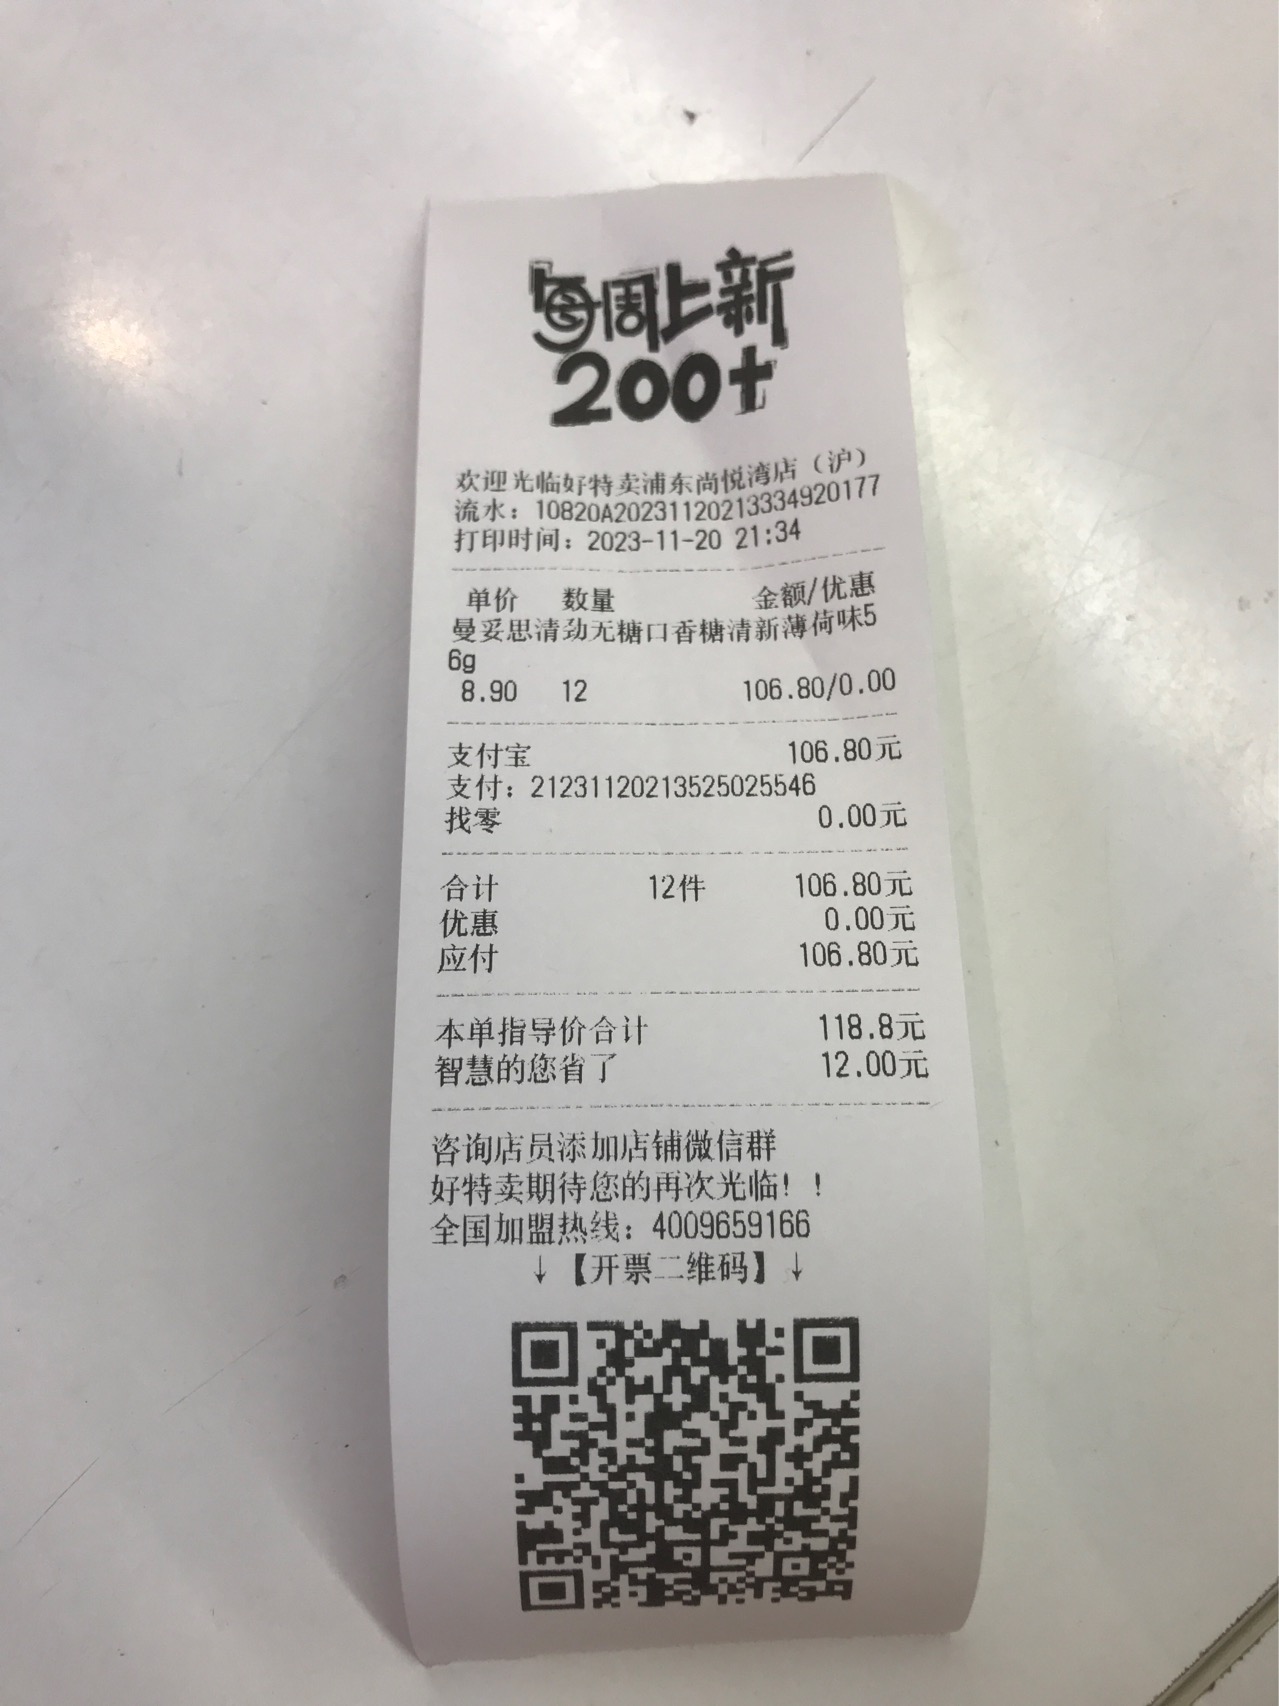 每周上新
200+
欢迎光临好特卖浦东尚悦湾店（沪）
流水：10820A20231120213334920177
打印时间：2023-11-20 21:34
单价 数量 金额/优惠
曼妥思清劲无糖口香糖清新薄荷味5
6g
8.90 12 106.80/0.00
支付宝 106.80元
支付：21231120213525025546
找零 0.00元
合计 12件 106.80元
优惠 0.00元
应付 106.80元
本单指导价合计 118.8元
智慧的您省了 12.00元
咨询店员添加店铺微信群
好特卖期待您的再次光临！！
全国加盟热线：4009659166
↓【开票二维码】↓